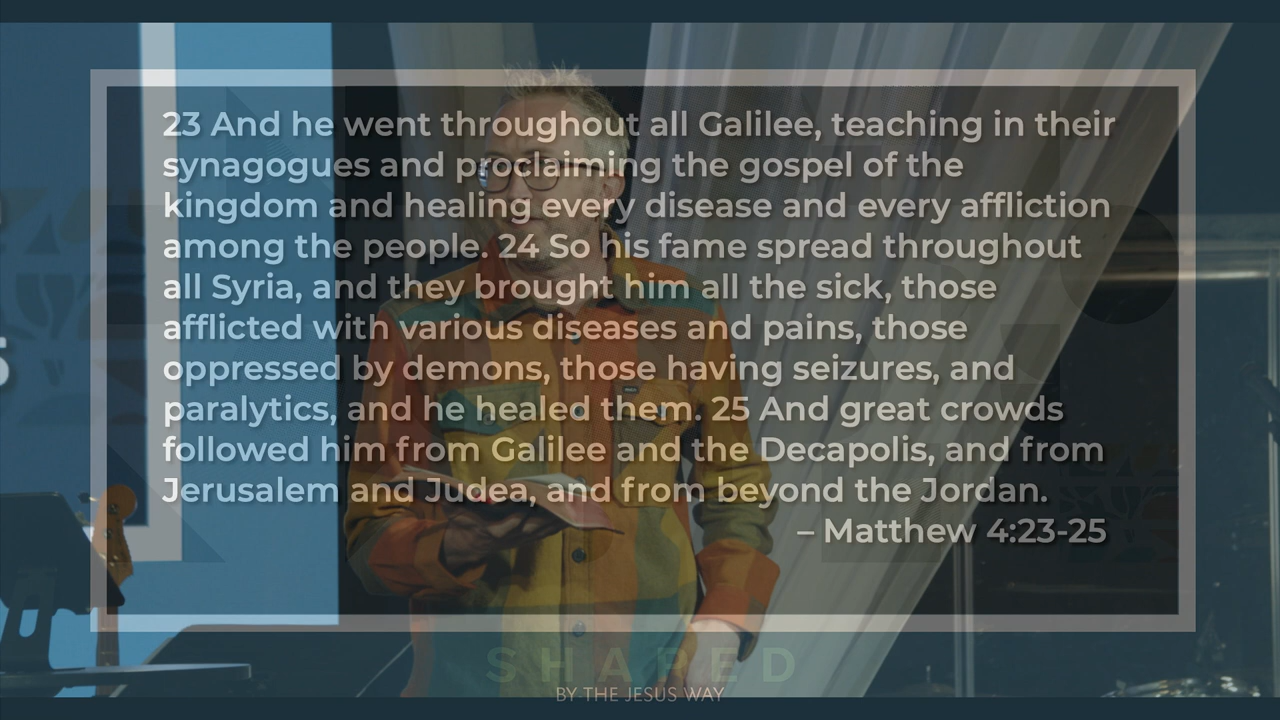 23 And he went throughout all Galilee, teaching in their
synagogues and proclaiming the gospel of the
kingdom and healing every disease and every affliction
among the people. 24 So his fame spread throughout
all Syria, and they brought him all the sick, those
afflicted with various diseases and pains, those
oppressed by demons, those having seizures, and
paralytics, and he healed them. 25 And great crowds
followed him from Galilee and the Decapolis, and from
Jerusalem and Judea, and from beyond the Jordan.
– Matthew 4:23-25
SHAPED
BY THE JESUS WAY